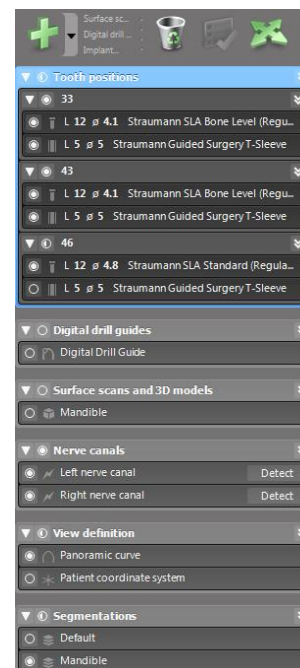 Surface sc...
Digital drill ...
Implant...
Tooth positions
33
L 12 ø 4.1 Straumann SLA Bone Level (Regu...
L 5 ø 5 Straumann Guided Surgery T-Sleeve
43
L 12 ø 4.1 Straumann SLA Bone Level (Regu...
L 5 ø 5 Straumann Guided Surgery T-Sleeve
46
L 12 ø 4.8 Straumann SLA Standard (Regula...
L 5 ø 5 Straumann Guided Surgery T-Sleeve
Digital drill guides
Digital Drill Guide
Surface scans and 3D models
Mandible
Nerve canals
Left nerve canal Detect
Right nerve canal Detect
View definition
Panoramic curve
Patient coordinate system
Segmentations
Default
Mandible